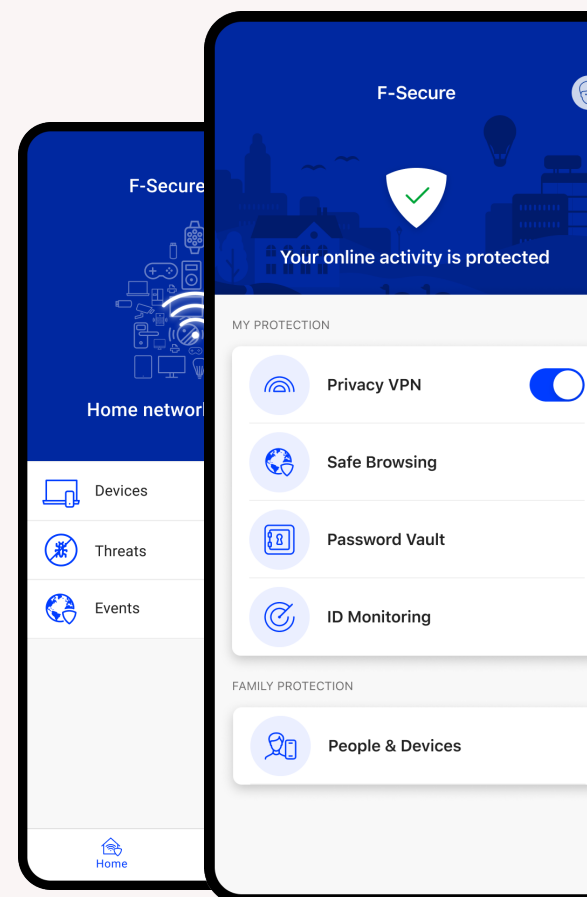 F-Secure
Home networ
Devices
Threats
Events
Home
F-Secure
Your online activity is protected
MY PROTECTION
Privacy VPN
Safe Browsing
Password Vault
ID Monitoring
FAMILY PROTECTION
People & Devices